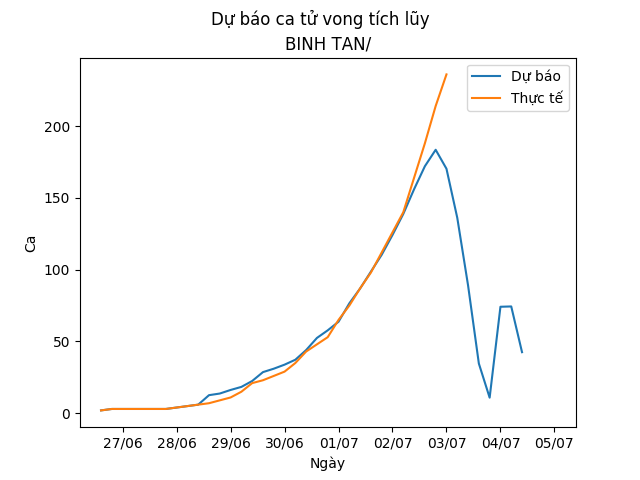 Dự báo ca tử vong tích lũy
BINH TAN/
Dự báo
Thực tế
200
150
100
50
0
Ca
27/06 28/06 29/06 30/06 01/07 02/07 03/07 04/07 05/07
Ngày